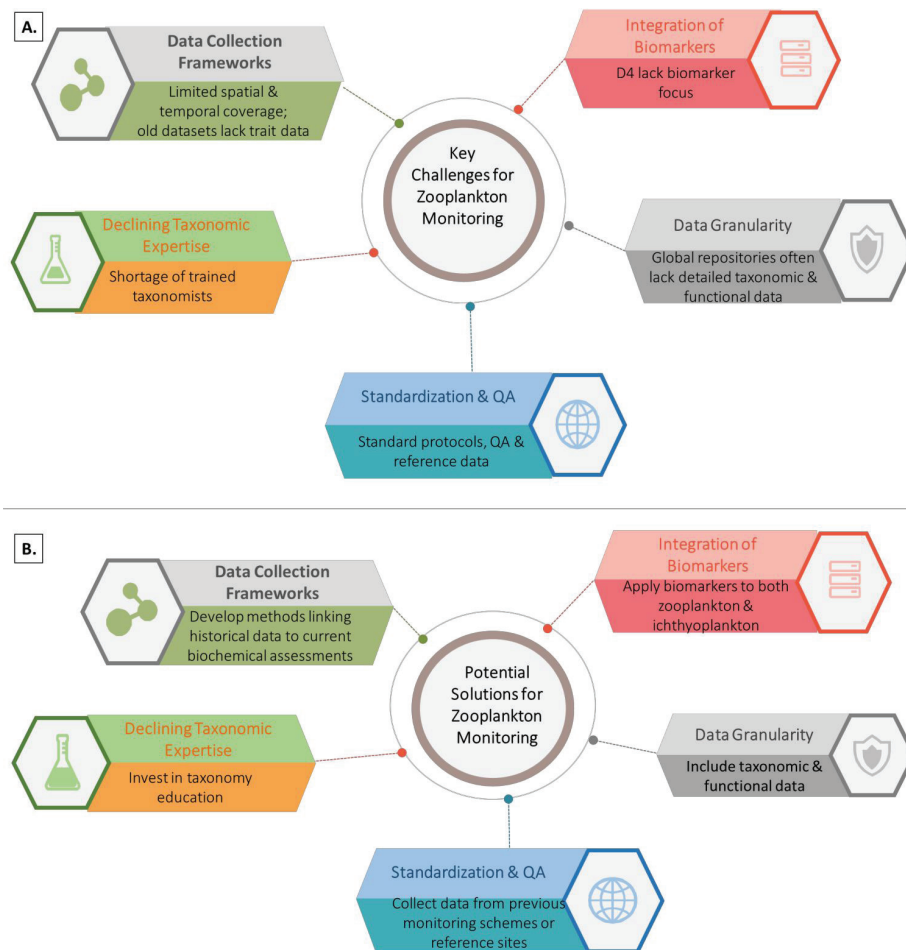 A.
Data Collection
Frameworks
Limited spatial &
temporal coverage;
old datasets lack trait data
Integration of
Biomarkers
D4 lack biomarker
focus
Key
Challenges for
Zooplankton
Monitoring
Declining Taxonomic
Expertise
Shortage of trained
taxonomists
Data Granularity
Global repositories often
lack detailed taxonomic &
functional data
Standardization & QA
Standard protocols, QA &
reference data
B.
Data Collection
Frameworks
Develop methods linking
historical data to current
biochemical assessments
Integration of
Biomarkers
Apply biomarkers to both
zooplankton &
ichthyoplankton
Potential
Solutions for
Zooplankton
Monitoring
Declining Taxonomic
Expertise
Invest in taxonomy
education
Data Granularity
Include taxonomic &
functional data
Standardization & QA
Collect data from previous
monitoring schemes or
reference sites